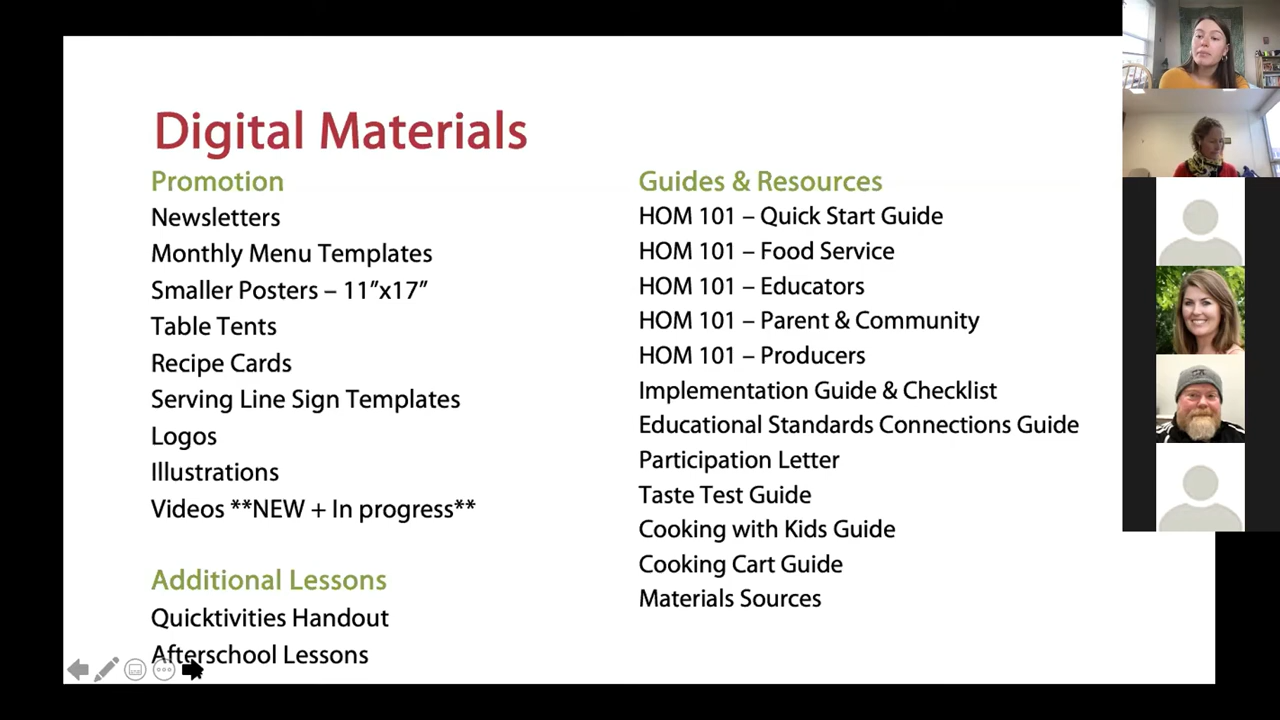 Digital Materials
Promotion
Newsletters
Monthly Menu Templates
Smaller Posters – 11”x17”
Table Tents
Recipe Cards
Serving Line Sign Templates
Logos
Illustrations
Videos **NEW + In progress**
Additional Lessons
Quicktivities Handout
Afterschool Lessons
Guides & Resources
HOM 101 – Quick Start Guide
HOM 101 – Food Service
HOM 101 – Educators
HOM 101 – Parent & Community
HOM 101 – Producers
Implementation Guide & Checklist
Educational Standards Connections Guide
Participation Letter
Taste Test Guide
Cooking with Kids Guide
Cooking Cart Guide
Materials Sources